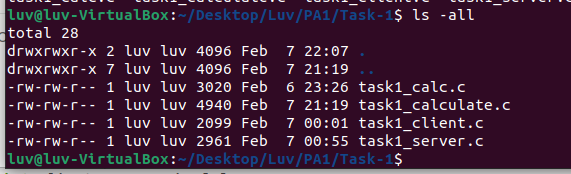 luv@luv-VirtualBox:~/Desktop/Luv/PA1/Task-1$ ls -all
total 28
drwxrwxr-x 2 luv luv 4096 Feb  7 22:07 .
drwxrwxr-x 7 luv luv 4096 Feb  7 21:19 ..
-rw-rw-r-- 1 luv luv 3020 Feb  6 23:26 task1_calc.c
-rw-rw-r-- 1 luv luv 4940 Feb  7 21:19 task1_calculate.c
-rw-rw-r-- 1 luv luv 2099 Feb  7 00:01 task1_client.c
-rw-rw-r-- 1 luv luv 2961 Feb  7 00:55 task1_server.c
luv@luv-VirtualBox:~/Desktop/Luv/PA1/Task-1$